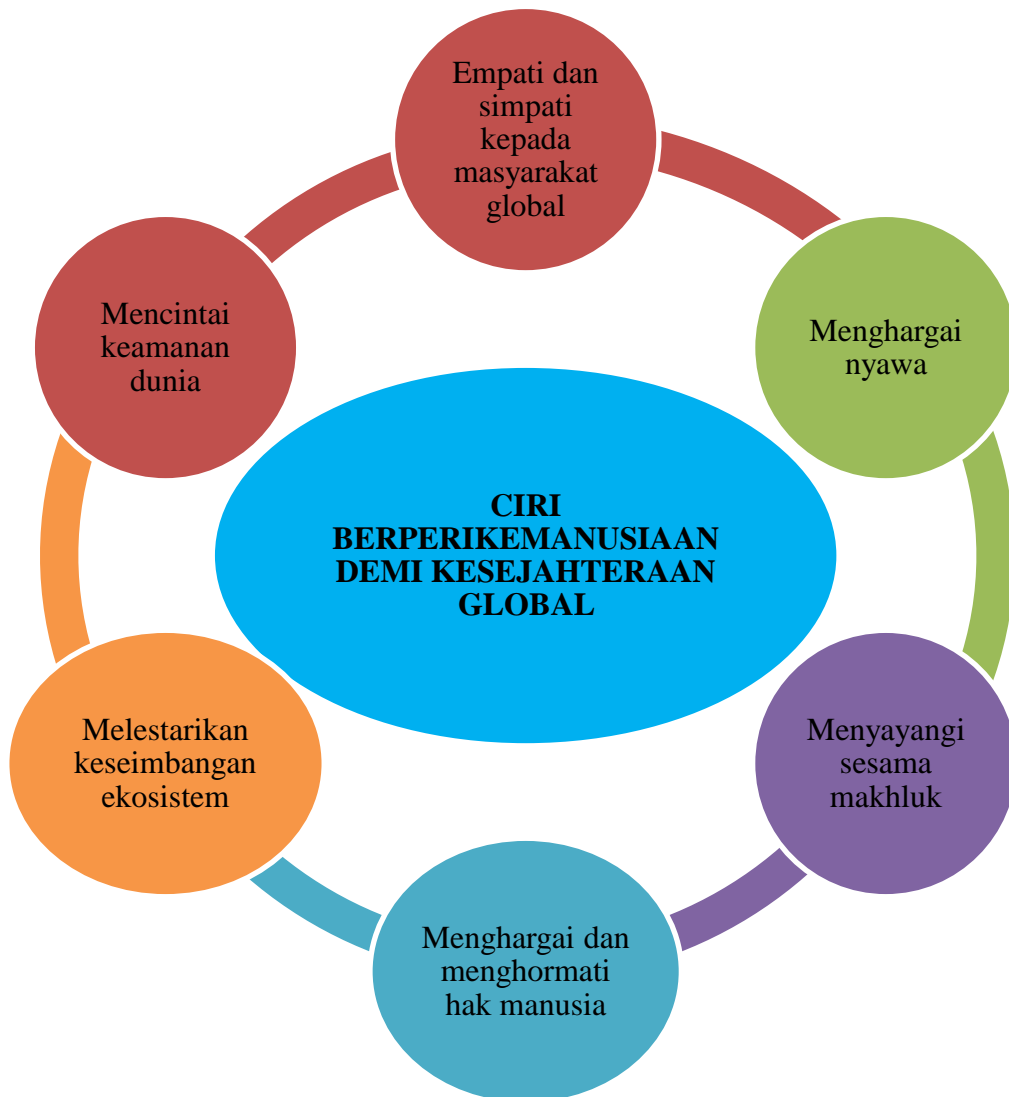 Empati dan
simpati
kepada
masyarakat
global
Menghargai
nyawa
Menyayangi
sesama
makhluk
Menghargai dan
menghormati
hak manusia
Melestarikan
keseimbangan
ekosistem
Mencintai
keamanan
dunia
CIRI
BERPERIKEMANUSIAAN
DEMI KESEJAHTERAAN
GLOBAL